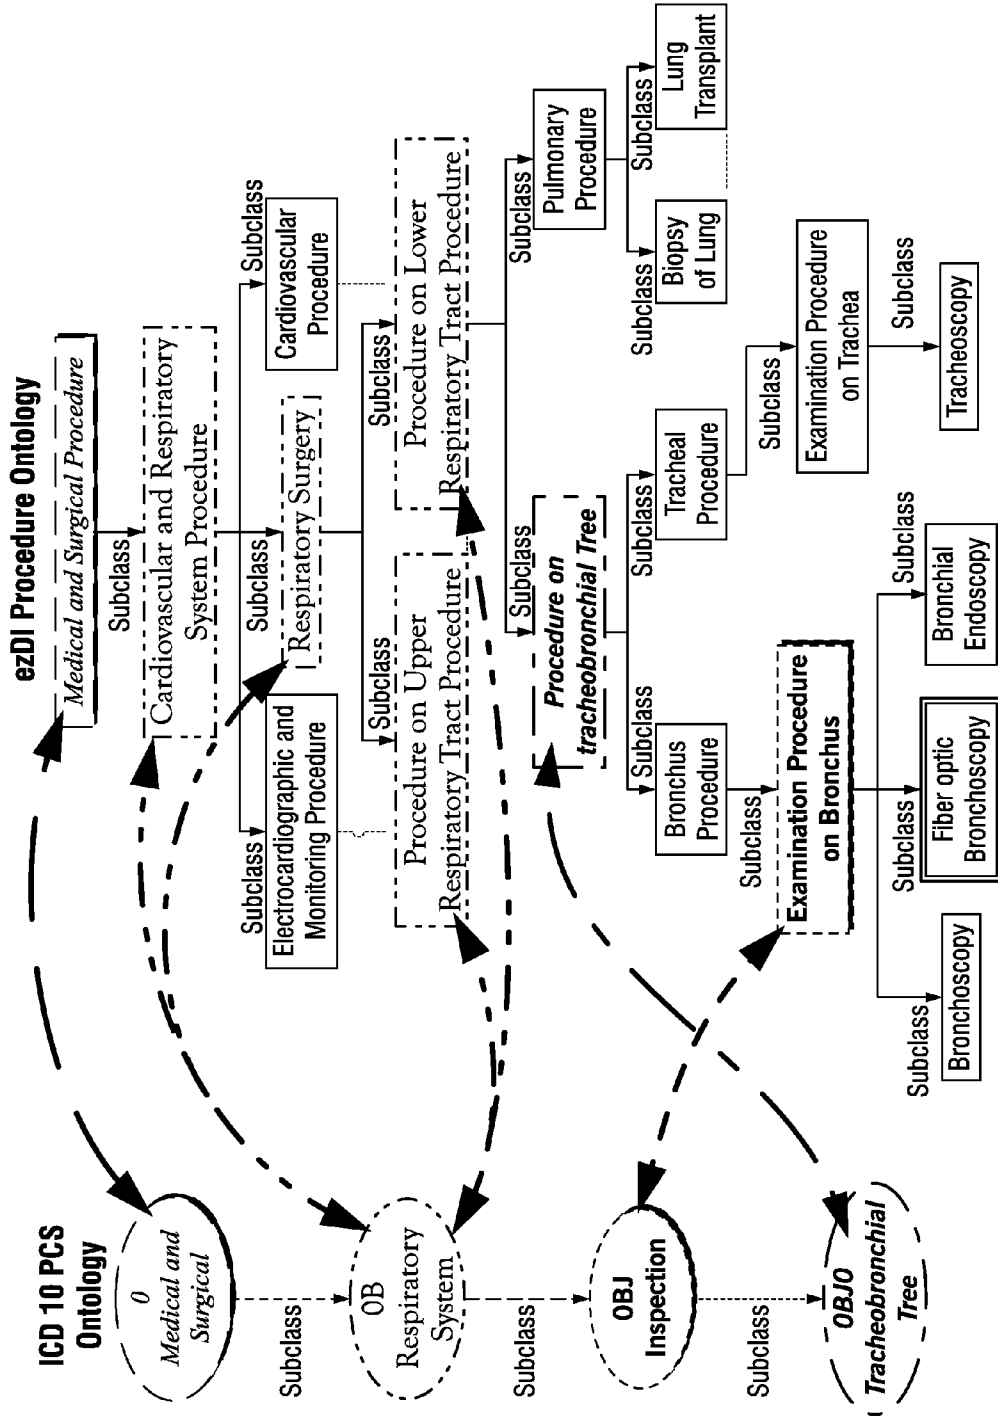 ICD 10 PCS
Ontology
0
Medical and
Surgical
Subclass
OB
Respiratory
System
Subclass
OBJ
Inspection
Subclass
OBJO
Tracheobronchial
Tree
ezDI Procedure Ontology
Medical and Surgical Procedure
Subclass
Cardiovascular and Respiratory
System Procedure
Subclass
Subclass
Subclass
Electrocardiographic and
Monitoring Procedure
Respiratory Surgery
Cardiovascular
Procedure
Subclass
Subclass
Procedure on Upper
Respiratory Tract Procedure
Procedure on Lower
Respiratory Tract Procedure
Subclass
Subclass
Procedure on
tracheobronchial Tree
Pulmonary
Procedure
Subclass
Subclass
Subclass
Subclass
Bronchus
Procedure
Tracheal
Procedure
Biopsy
of Lung
Lung
Transplant
Subclass
Subclass
Examination Procedure
on Bronchus
Examination Procedure
on Trachea
Subclass
Subclass
Subclass
Subclass
Bronchoscopy
Fiber optic
Bronchoscopy
Bronchial
Endoscopy
Tracheoscopy